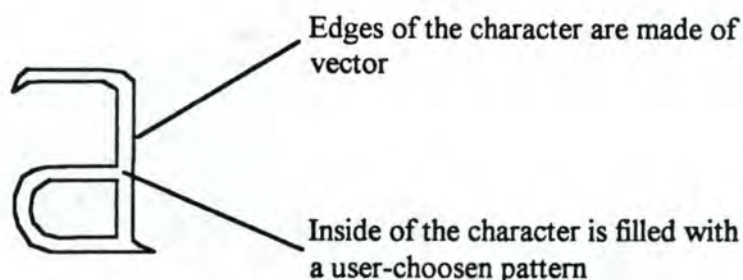 Edges of the character are made of
vector
a
Inside of the character is filled with
a user-choosen pattern